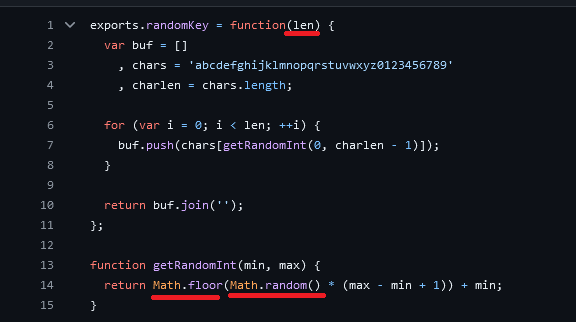 1 exports.randomKey = function(len) {
2 var buf = []
3 , chars = 'abcdefghijklmnopqrstuvwxyz0123456789'
4 , charlen = chars.length;
5
6 for (var i = 0; i < len; ++i) {
7 buf.push(chars[getRandomInt(0, charlen - 1)]);
8 }
9
10 return buf.join('');
11 };
12
13 function getRandomInt(min, max) {
14 return Math.floor(Math.random() * (max - min + 1)) + min;
15 }